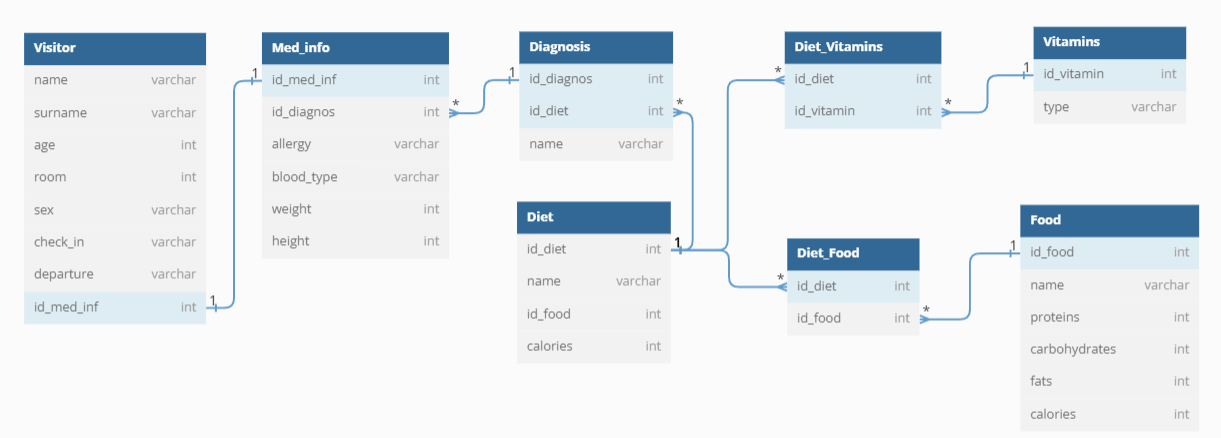 Visitor
name varchar
surname varchar
age int
room int
sex varchar
check_in varchar
departure varchar
id_med_inf int
1
Med_info
1
id_med_inf int
id_diagnos int
*
allergy varchar
blood_type varchar
weight int
height int
Diagnosis
1
id_diagnos int
id_diet int
*
name varchar
Diet
id_diet int
1
name varchar
id_food int
calories int
Diet_Vitamins
*
id_diet int
id_vitamin int
*
Diet_Food
*
id_diet int
id_food int
*
Vitamins
1
id_vitamin int
type varchar
Food
1
id_food int
name varchar
proteins int
carbohydrates int
fats int
calories int